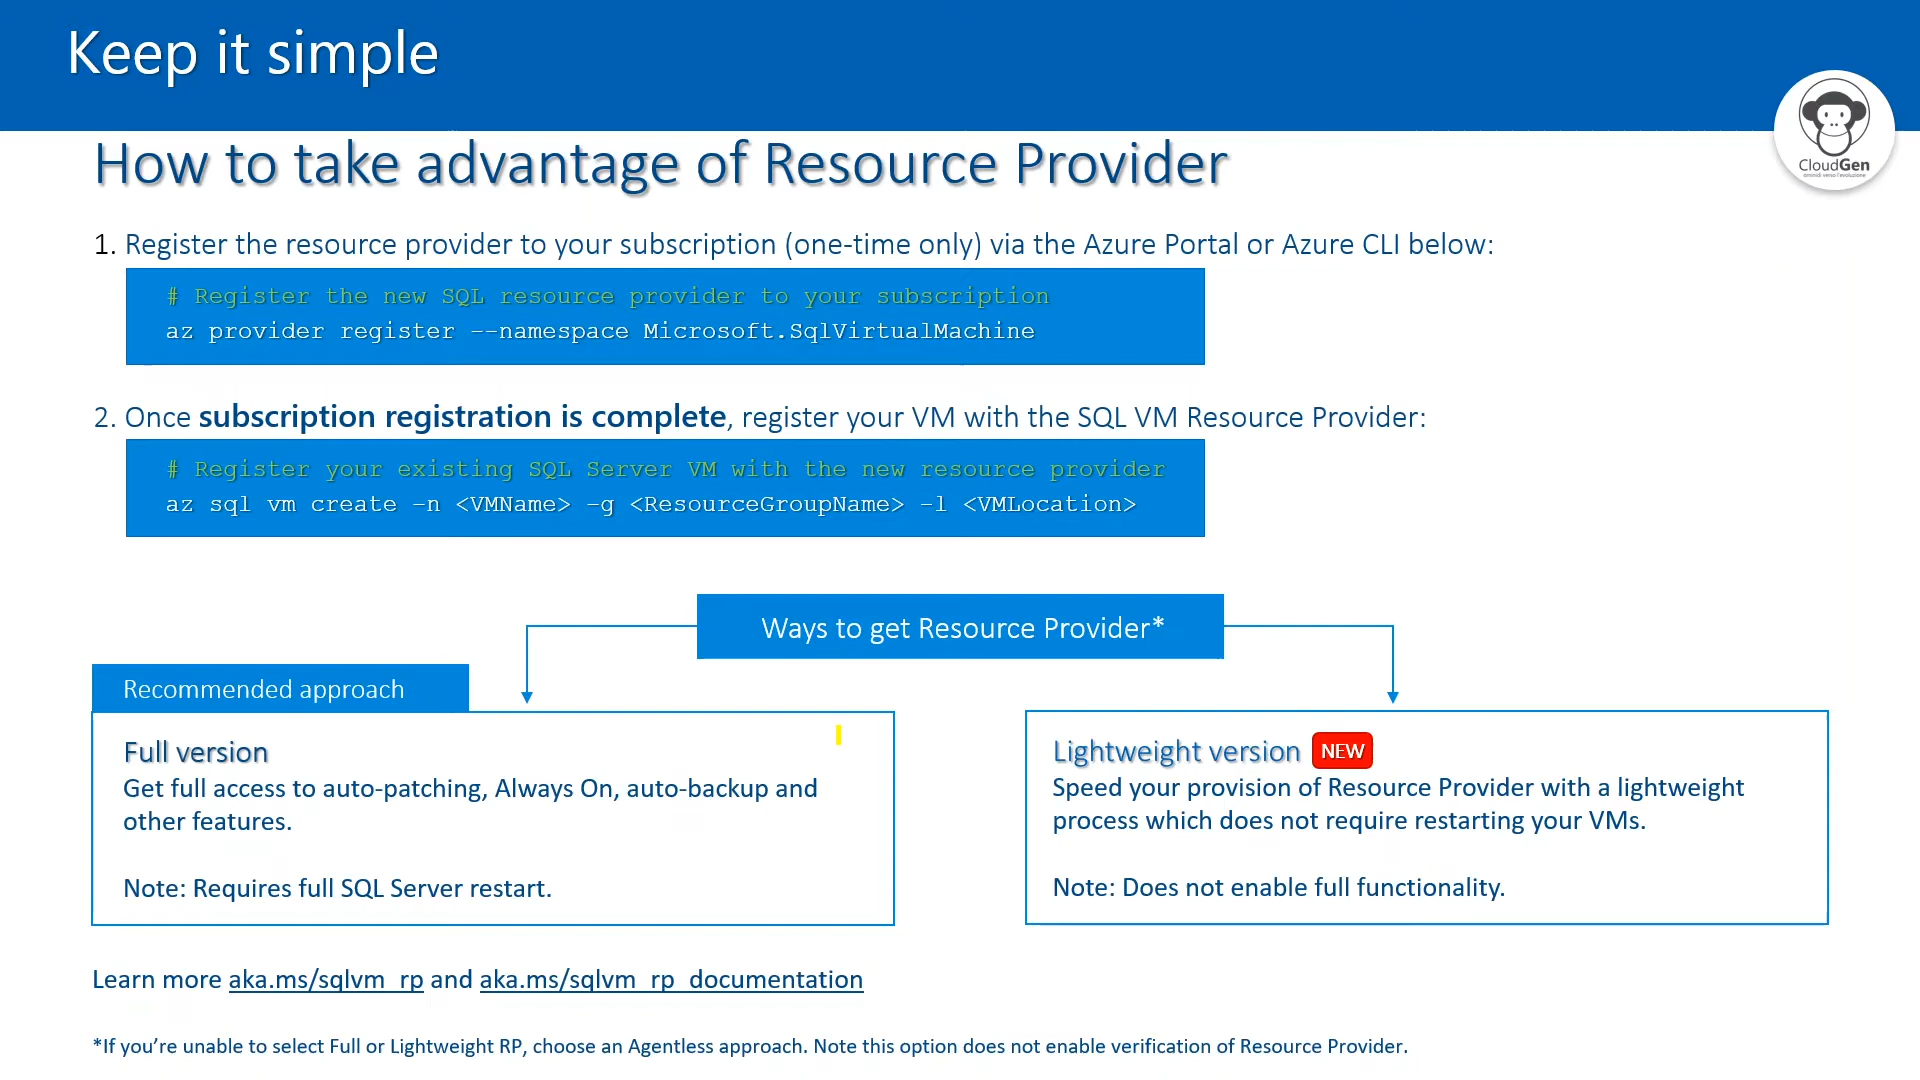 Keep it simple
CloudGen
How to take advantage of Resource Provider
1. Register the resource provider to your subscription (one-time only) via the Azure Portal or Azure CLI below:
# Register the new SQL resource provider to your subscription
az provider register --namespace Microsoft.SqlVirtualMachine
2. Once subscription registration is complete, register your VM with the SQL VM Resource Provider:
# Register your existing SQL Server VM with the new resource provider
az sql vm create -n <VMName> -g <ResourceGroupName> -l <VMLocation>
Ways to get Resource Provider*
Recommended approach
Full version
Get full access to auto-patching, Always On, auto-backup and
other features.
Note: Requires full SQL Server restart.
Lightweight version NEW
Speed your provision of Resource Provider with a lightweight
process which does not require restarting your VMs.
Note: Does not enable full functionality.
Learn more aka.ms/sqlvm_rp and aka.ms/sqlvm_rp_documentation
*If you’re unable to select Full or Lightweight RP, choose an Agentless approach. Note this option does not enable verification of Resource Provider.